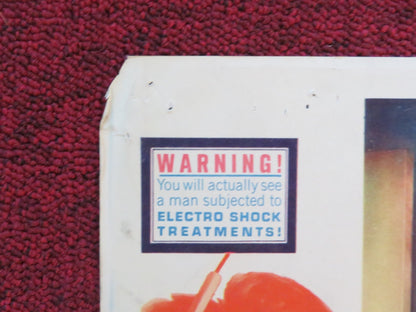 WARNING!
You will actually see
a man subjected to
ELECTRO SHOCK
TREATMENTS!